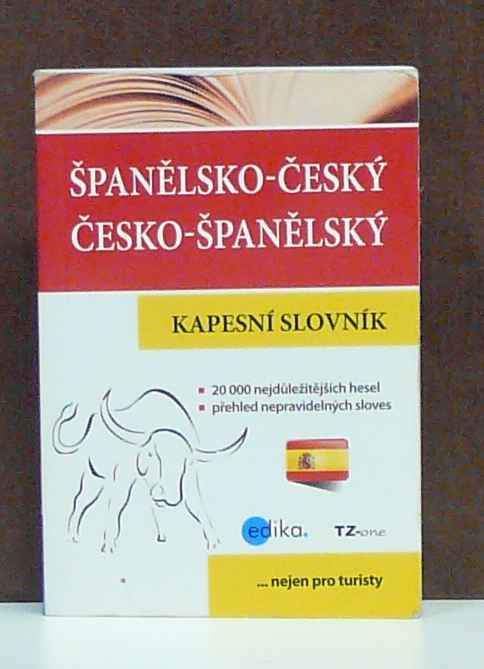 ŠPANĚLSKO-ČESKÝ
ČESKO-ŠPANĚLSKÝ
KAPESNÍ SLOVNÍK
20 000 nejdůležitějších hesel
přehled nepravidelných sloves
edika.
TZ-one
... nejen pro turisty